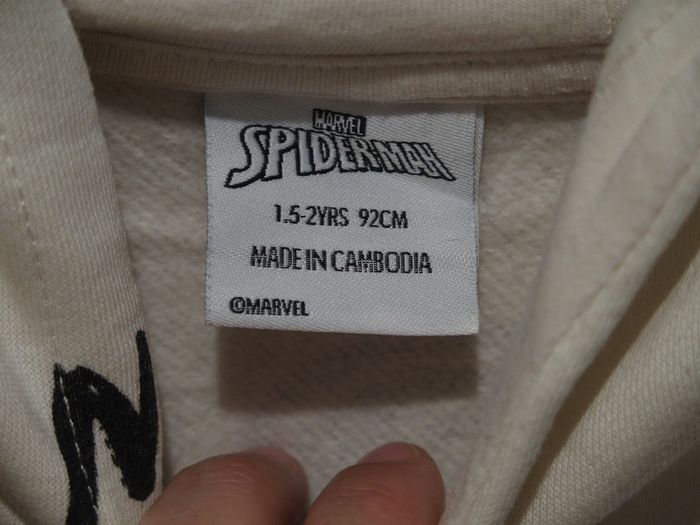 MARVEL
SPIDER-MAN
1.5-2YRS 92CM
MADE IN CAMBODIA
©MARVEL
N